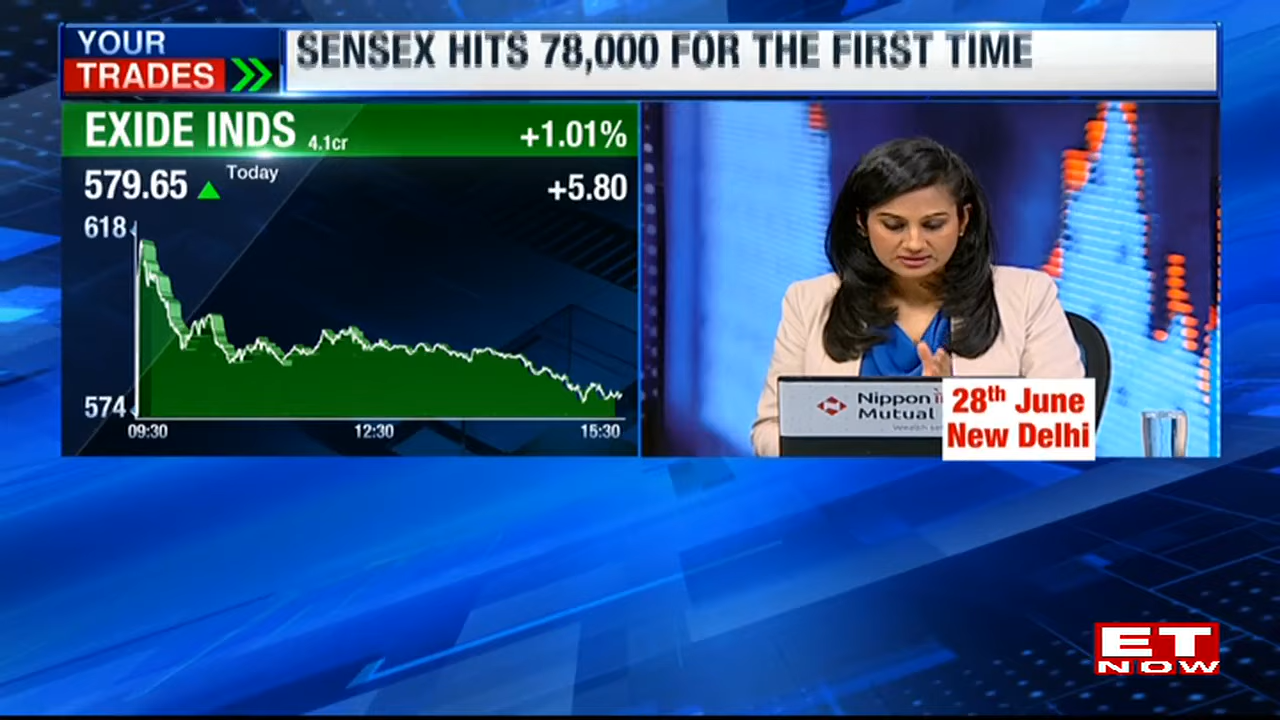 YOUR
TRADES
SENSEX HITS 78,000 FOR THE FIRST TIME
EXIDE INDS 4.1cr +1.01%
579.65 Today +5.80
618
574
09:30 12:30 15:30
Nippon
Mutual
28th June
New Delhi
ET
NOW